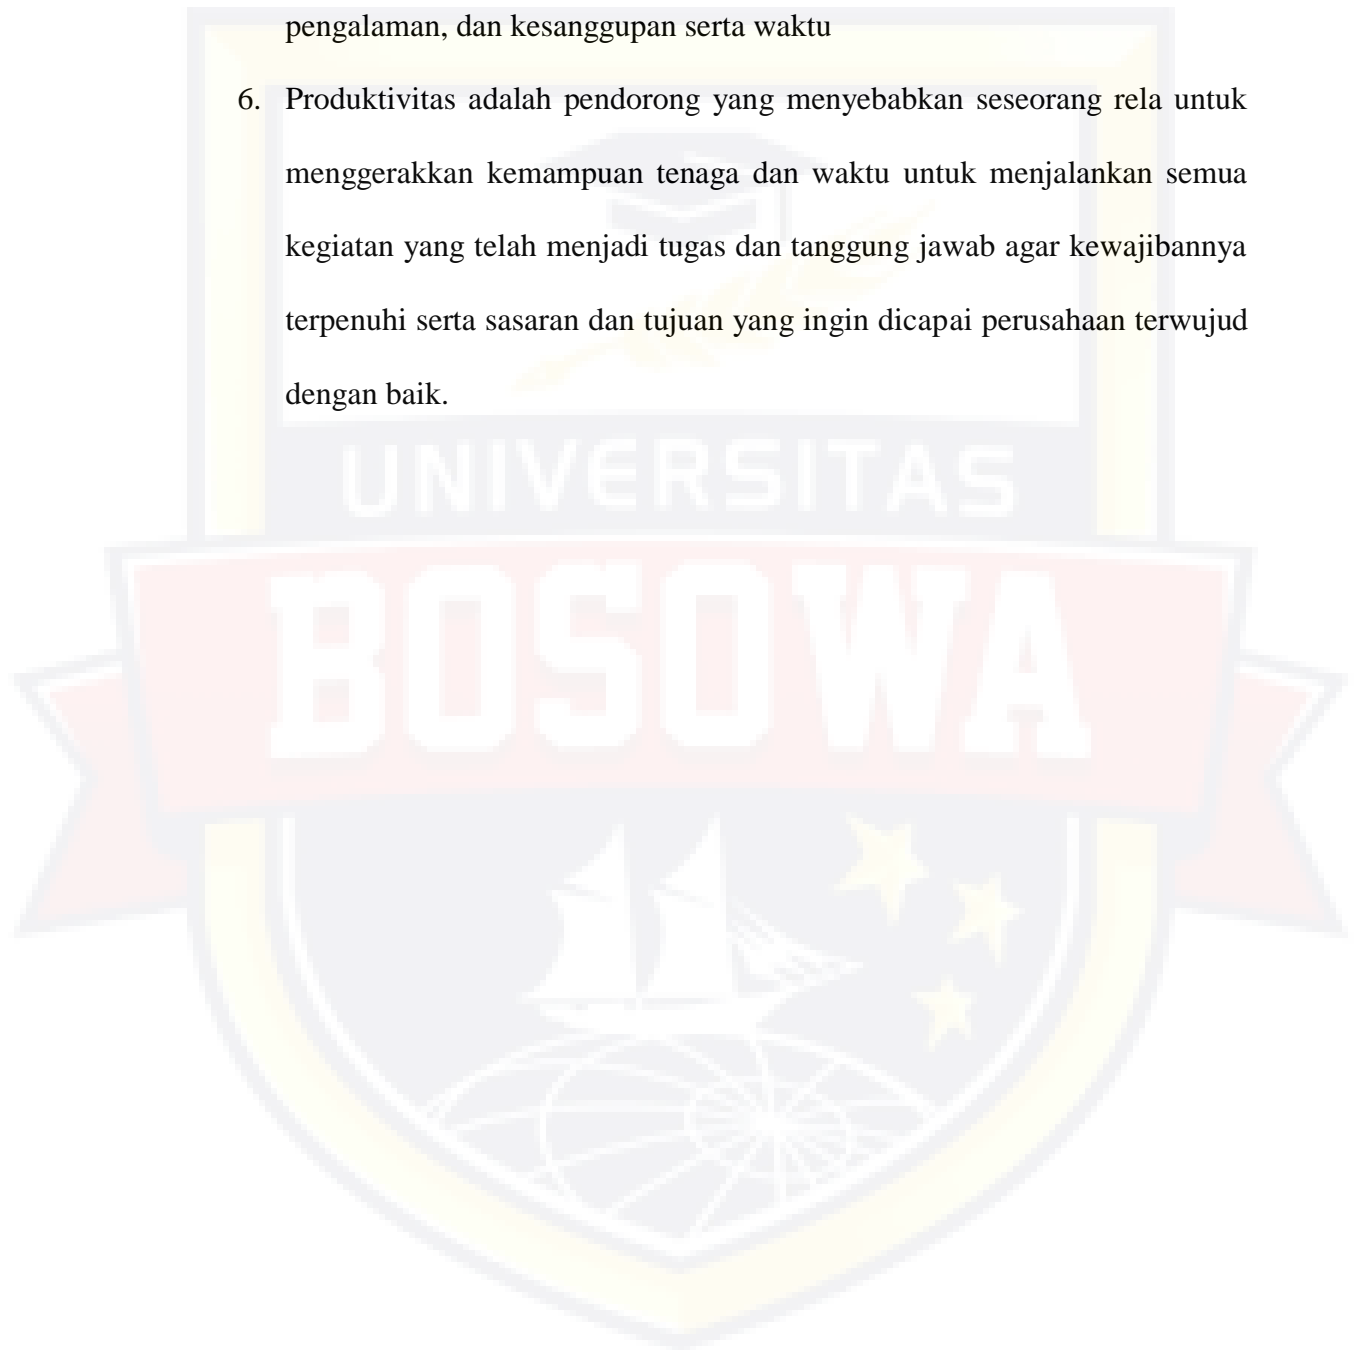 pengalaman, dan kesanggupan serta waktu
6. Produktivitas adalah pendorong yang menyebabkan seseorang rela untuk
menggerakkan kemampuan tenaga dan waktu untuk menjalankan semua
kegiatan yang telah menjadi tugas dan tanggung jawab agar kewajibannya
terpenuhi serta sasaran dan tujuan yang ingin dicapai perusahaan terwujud
dengan baik.
UNIVERSITAS
BOSOWA